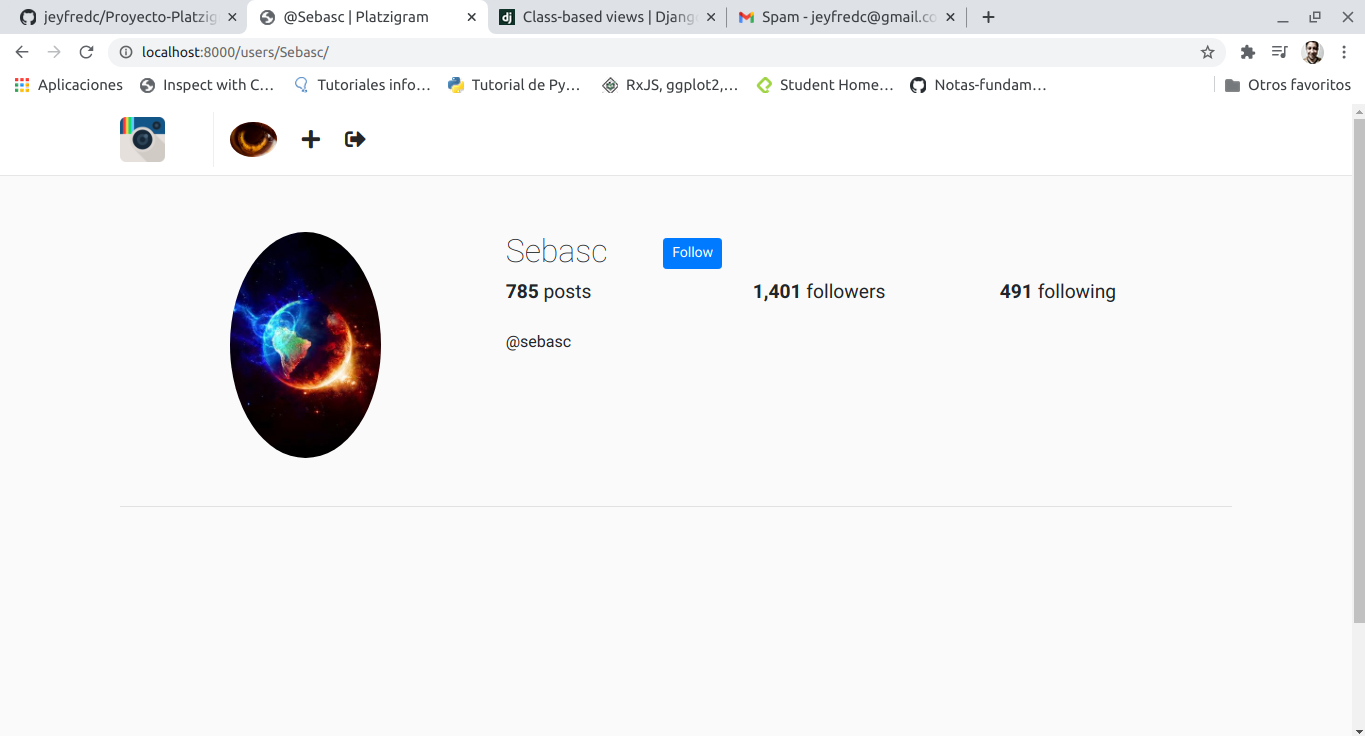 jeyfredc/Proyecto-Platzig
@Sebasc | Platzigram
Class-based views | Djang
Spam - jeyfredc@gmail.co
localhost:8000/users/Sebasc/
Aplicaciones
Inspect with C...
Tutoriales info...
Tutorial de Py...
RxJS, ggplot2,...
Student Home...
Notas-fundam...
Otros favoritos
Sebasc
Follow
785 posts
1,401 followers
491 following
@sebasc